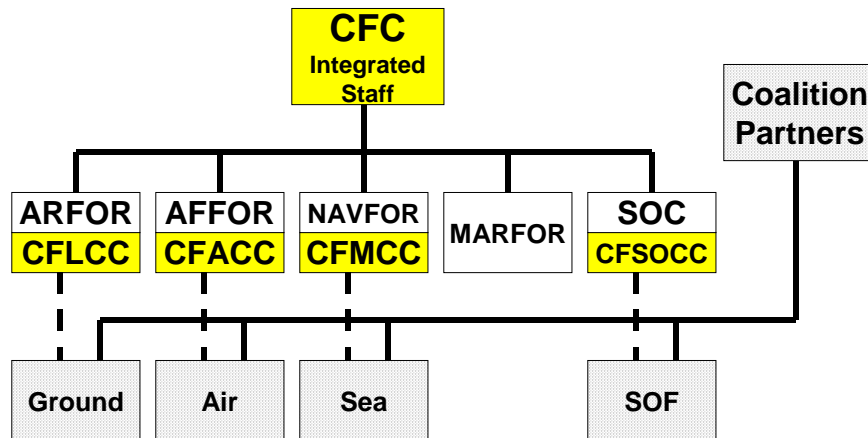 CFC
Integrated
Staff
Coalition
Partners
ARFOR
CFLCC
AFFOR
CFACC
NAVFOR
CFMCC
MARFOR
SOC
CFSOCC
Ground
Air
Sea
SOF